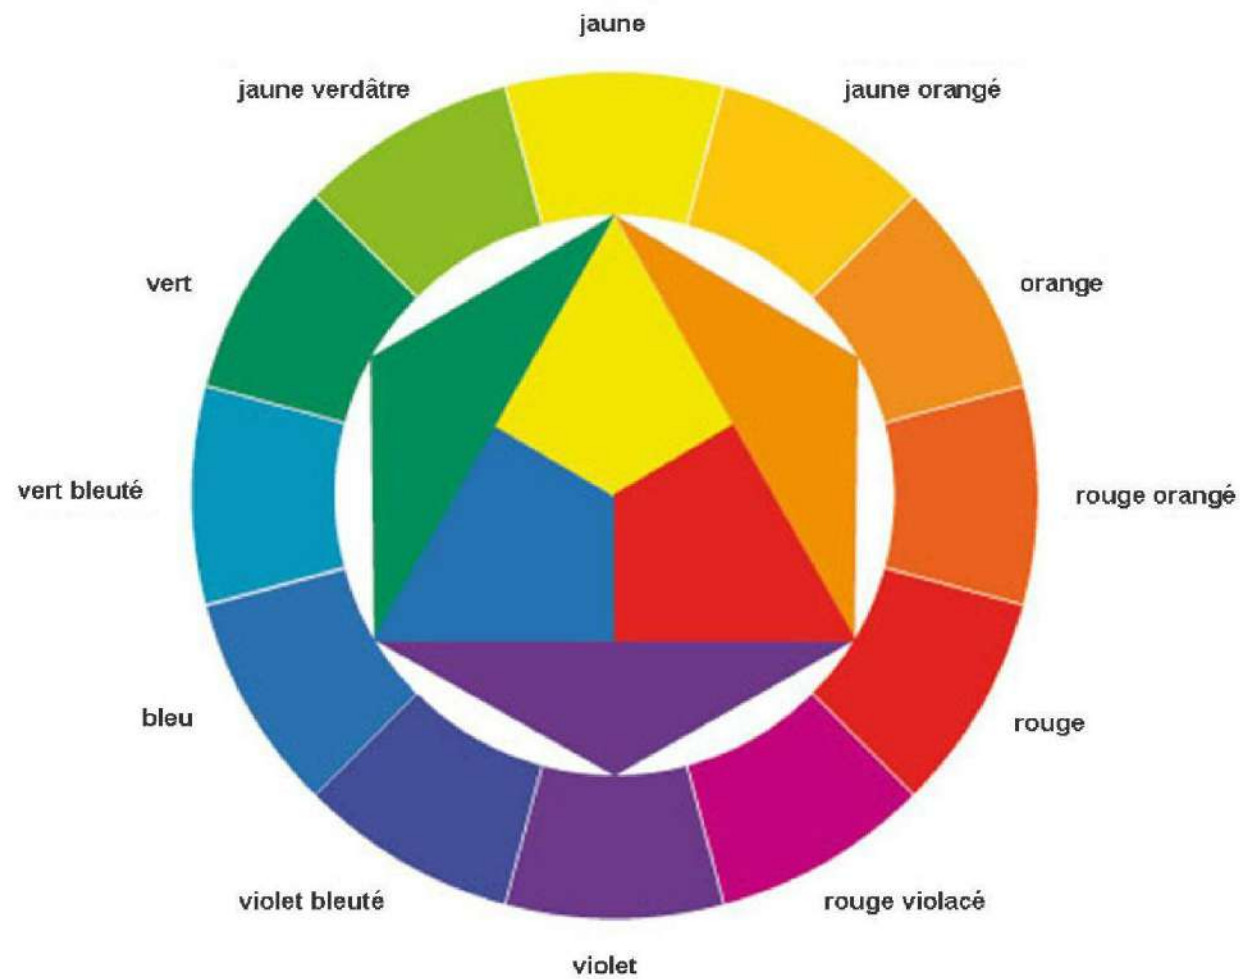 jaune
jaune verdâtre
jaune orangé
vert
orange
vert bleuté
rouge orangé
bleu
rouge
violet bleuté
rouge violacé
violet